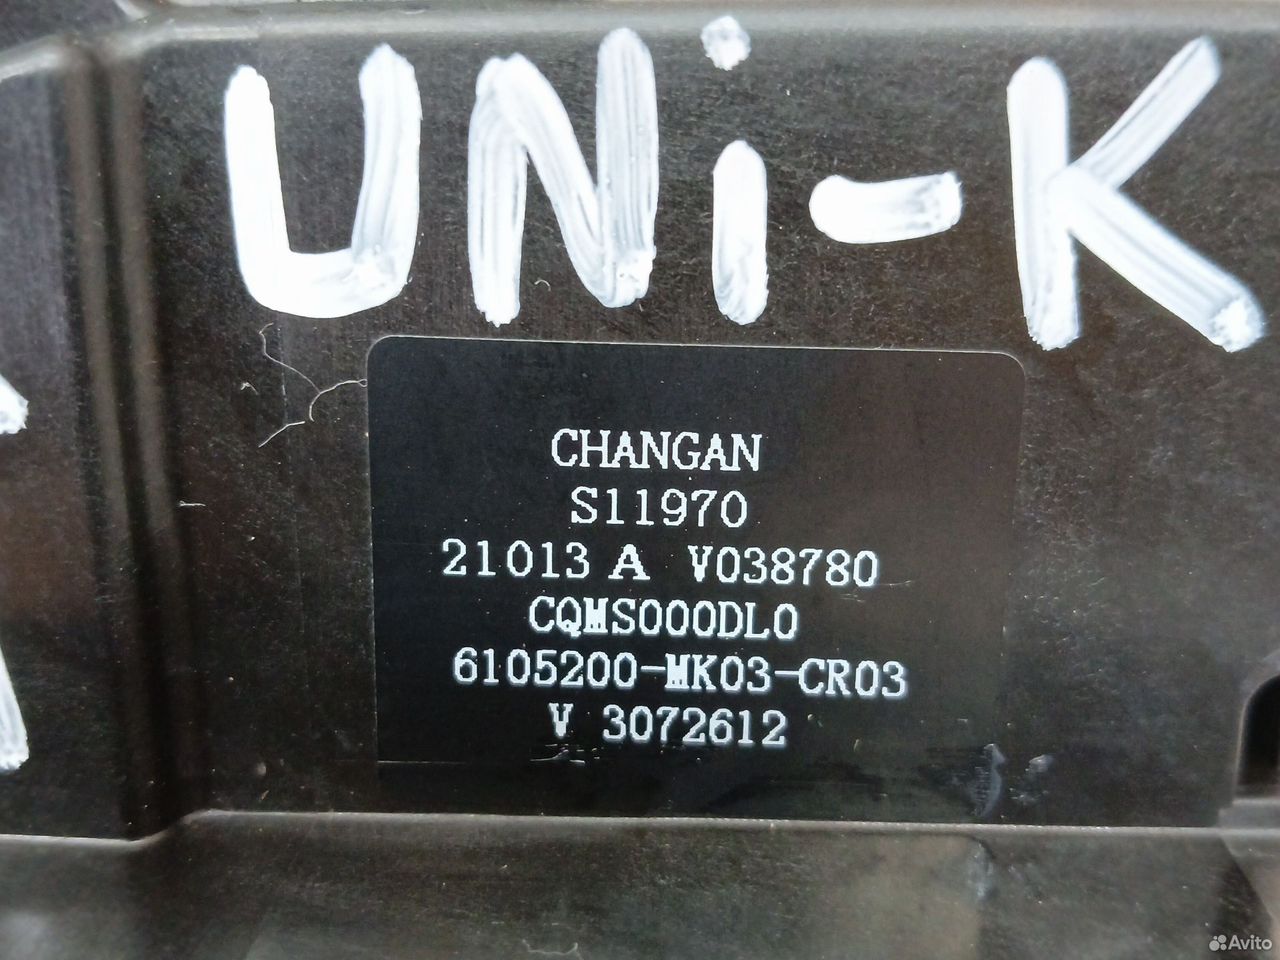 UNi-K
CHANGAN
S11970
21013 A V038780
CQMS000DL0
6105200-MK03-CR03
V 3072612
Avito